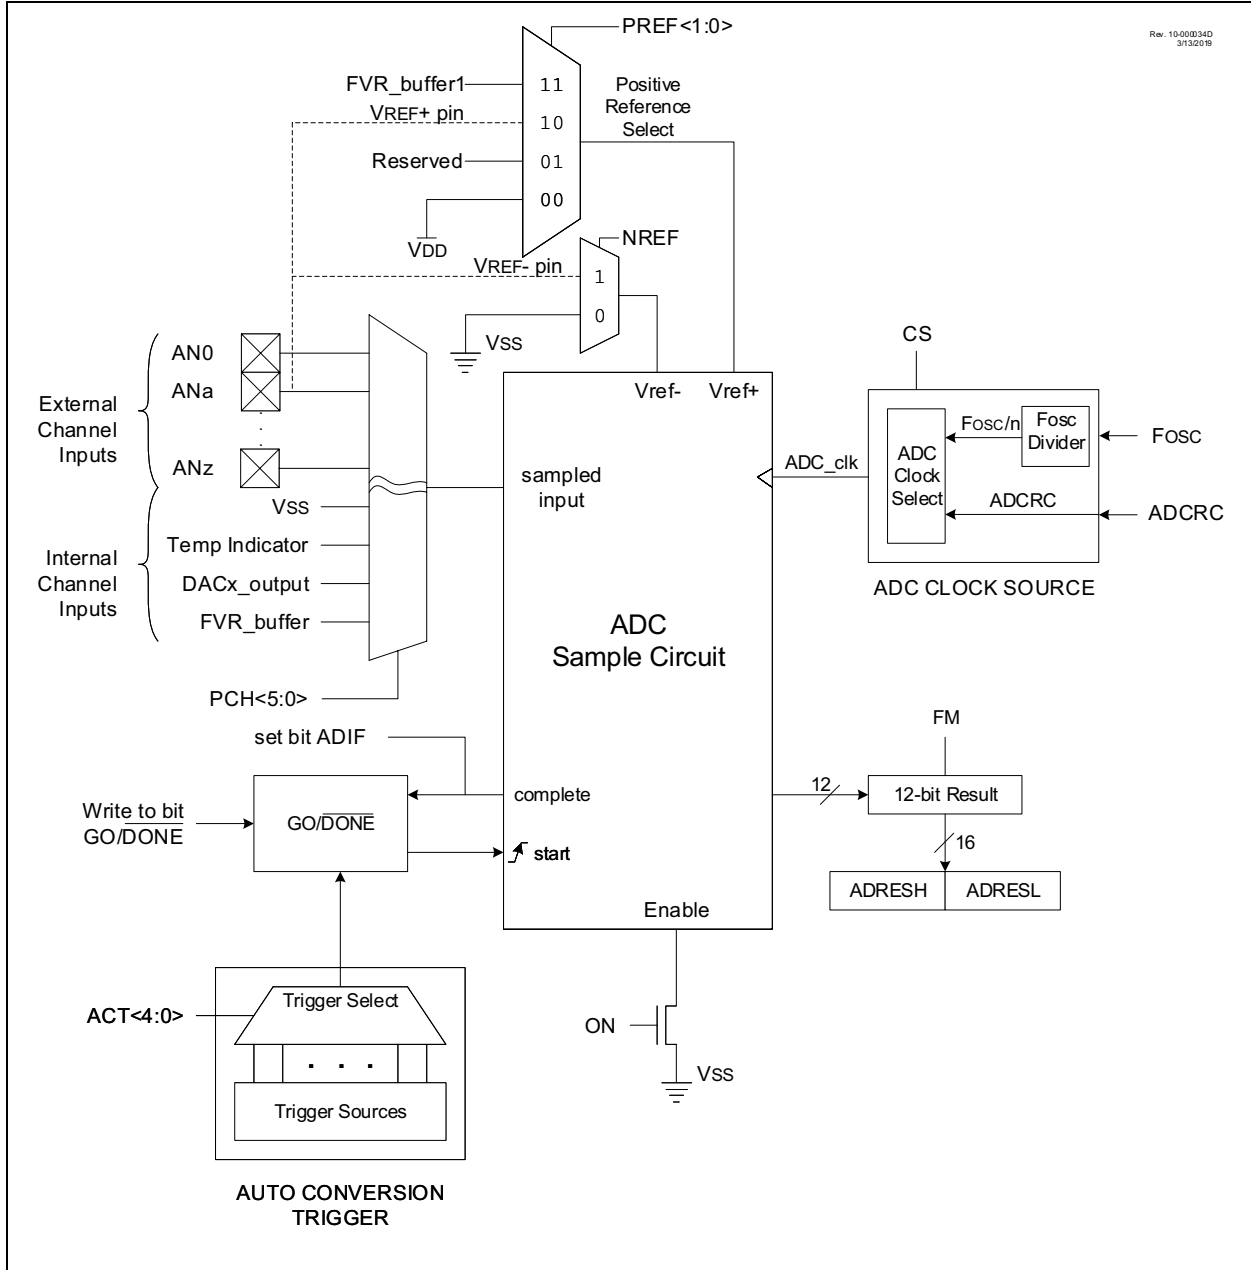 Rev. 10-000034D
3/13/2019
PREF<1:0>
FVR_buffer1
11
VREF+ pin
10
Reserved
01
00
VDD
Positive
Reference
Select
NREF
VREF- pin
1
0
VSS
External
Channel
Inputs
AN0
ANa
ANz
Internal
Channel
Inputs
VSS
Temp Indicator
DACx_output
FVR_buffer
PCH<5:0>
Vref-
Vref+
sampled
input
ADC_clk
ADC
Sample Circuit
CS
ADC
Clock
Select
FOSC/n
Fosc
Divider
FOSC
ADCRC
ADCRC
ADC CLOCK SOURCE
set bit ADIF
Write to bit
GO/DONE
GO/DONE
complete
start
Enable
12
FM
12-bit Result
16
ADRESH
ADRESL
ON
VSS
ACT<4:0>
Trigger Select
. . .
Trigger Sources
AUTO CONVERSION
TRIGGER